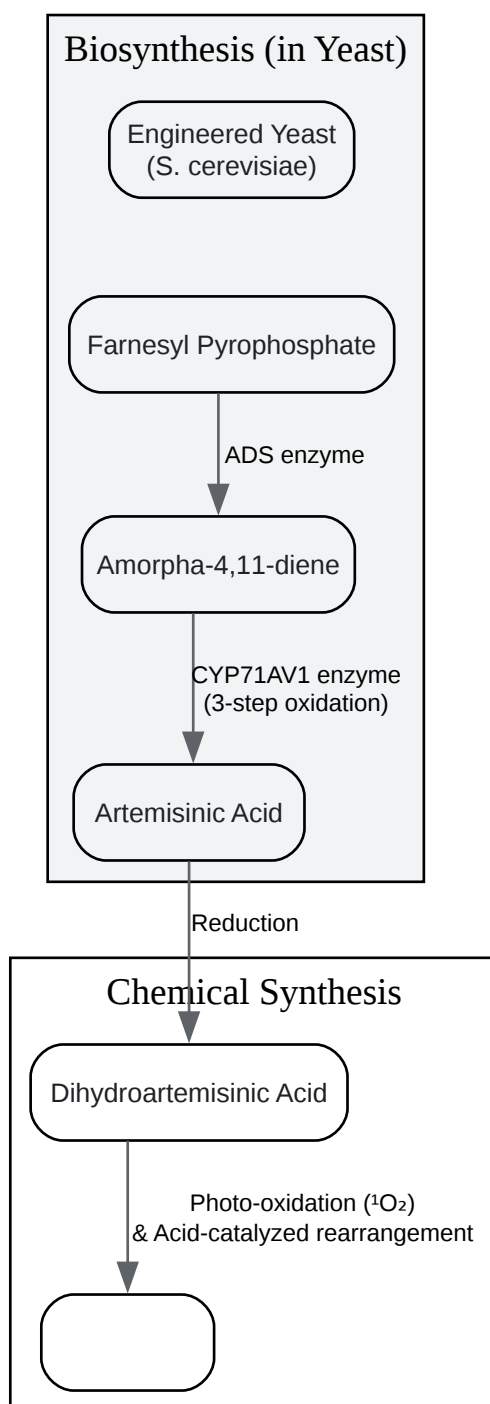 Biosynthesis (in Yeast)
Engineered Yeast
(S. cerevisiae)
Farnesyl Pyrophosphate
ADS enzyme
Amorpha-4,11-diene
CYP71AV1 enzyme
(3-step oxidation)
Artemisinic Acid
Reduction
Chemical Synthesis
Dihydroartemisinic Acid
Photo-oxidation (¹O₂)
& Acid-catalyzed rearrangement